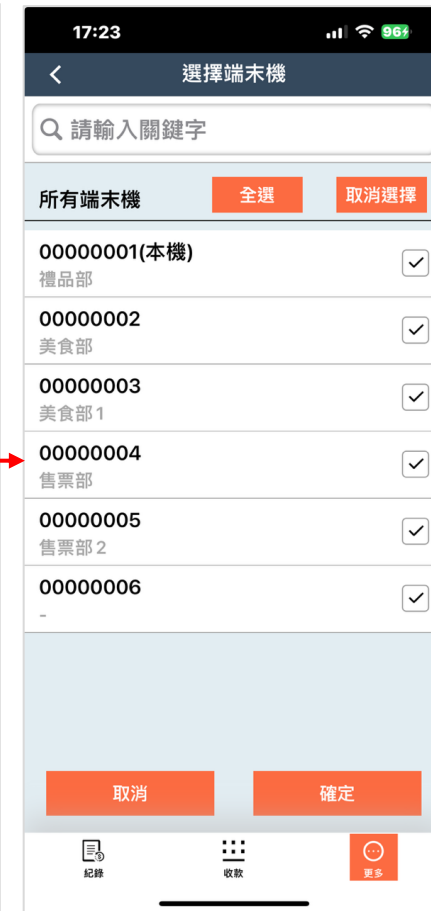 17:23
96
選擇端末機
請輸入關鍵字
所有端末機 全選 取消選擇
00000001(本機)
禮品部
00000002
美食部
00000003
美食部1
00000004
售票部
00000005
售票部2
00000006
-
取消 確定
紀錄 收款 更多